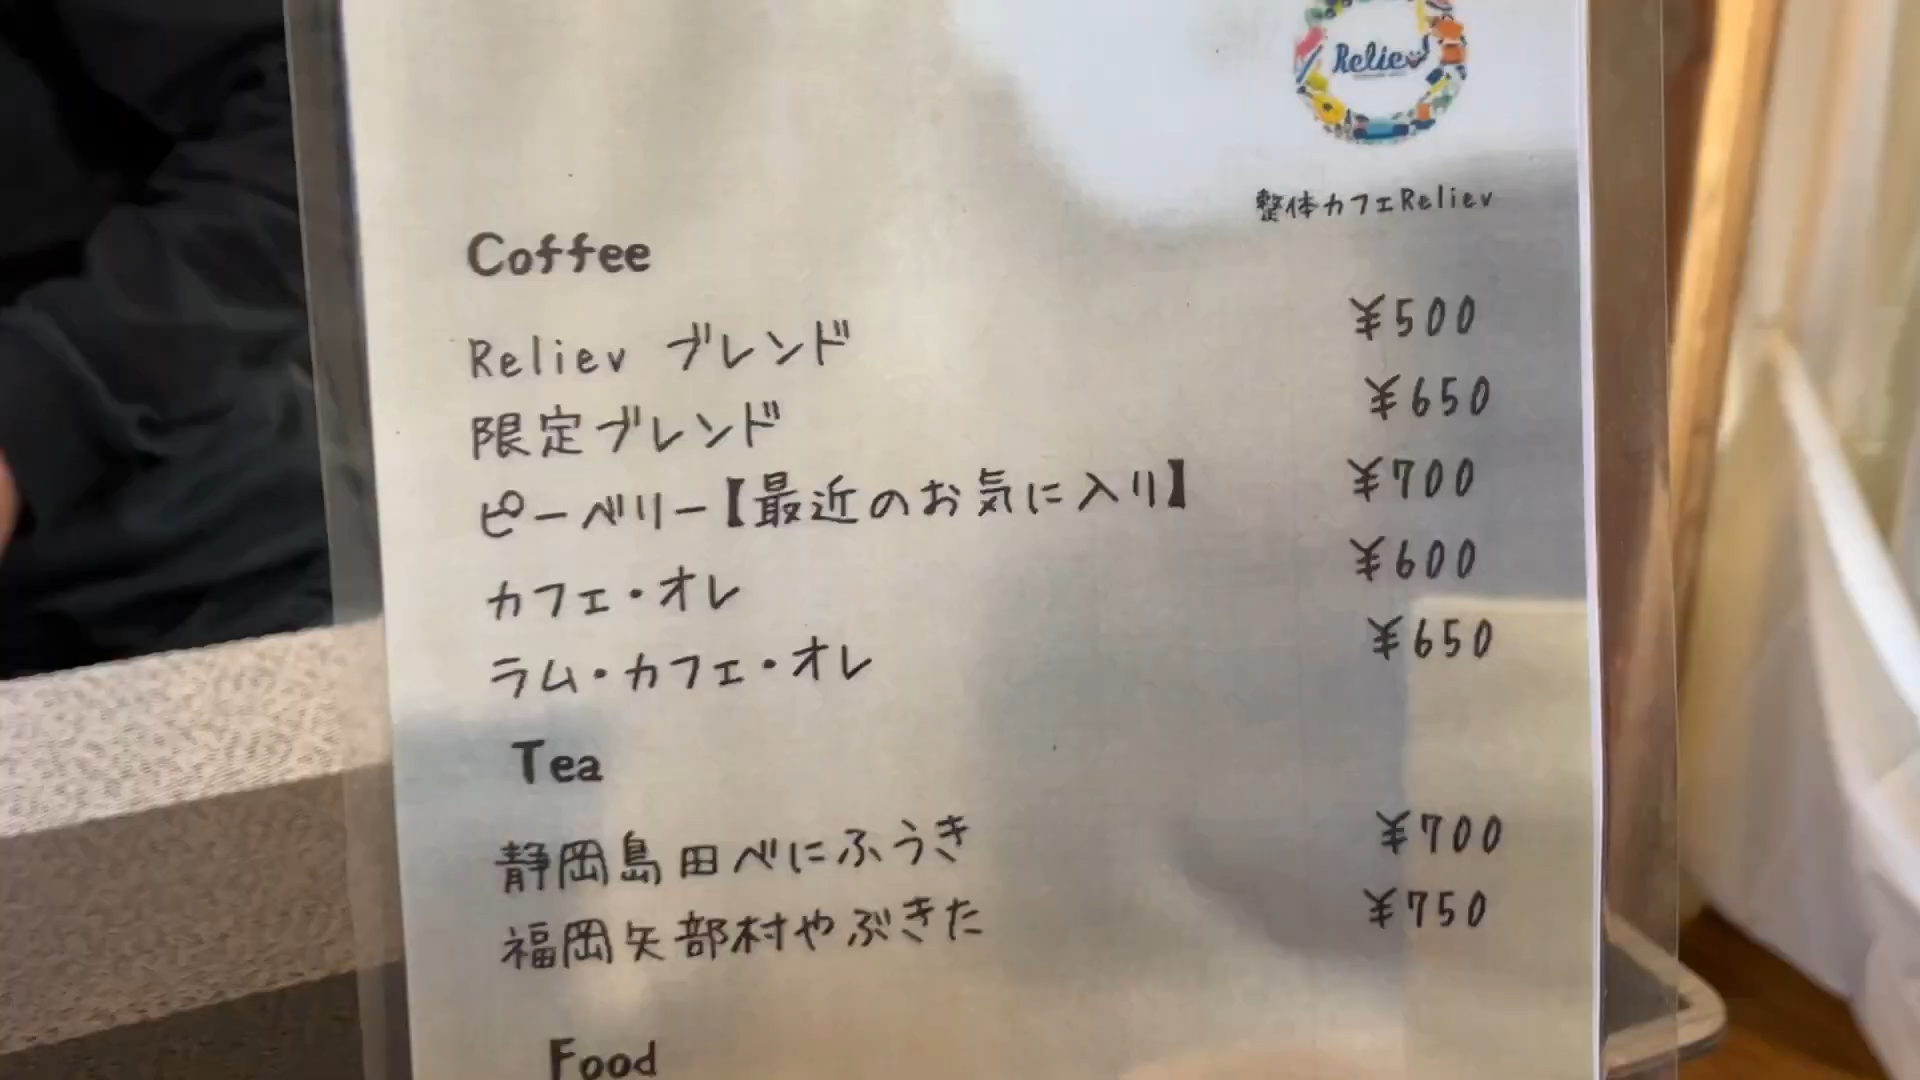 Reliev
整体カフェReliev
Coffee
Reliev ブレンド ¥500
限定ブレンド ¥650
ピーベリー【最近のお気に入り】 ¥700
カフェ・オレ ¥600
ラム・カフェ・オレ ¥650
Tea
静岡島田べにふうき ¥700
福岡矢部村やぶきた ¥750
Food